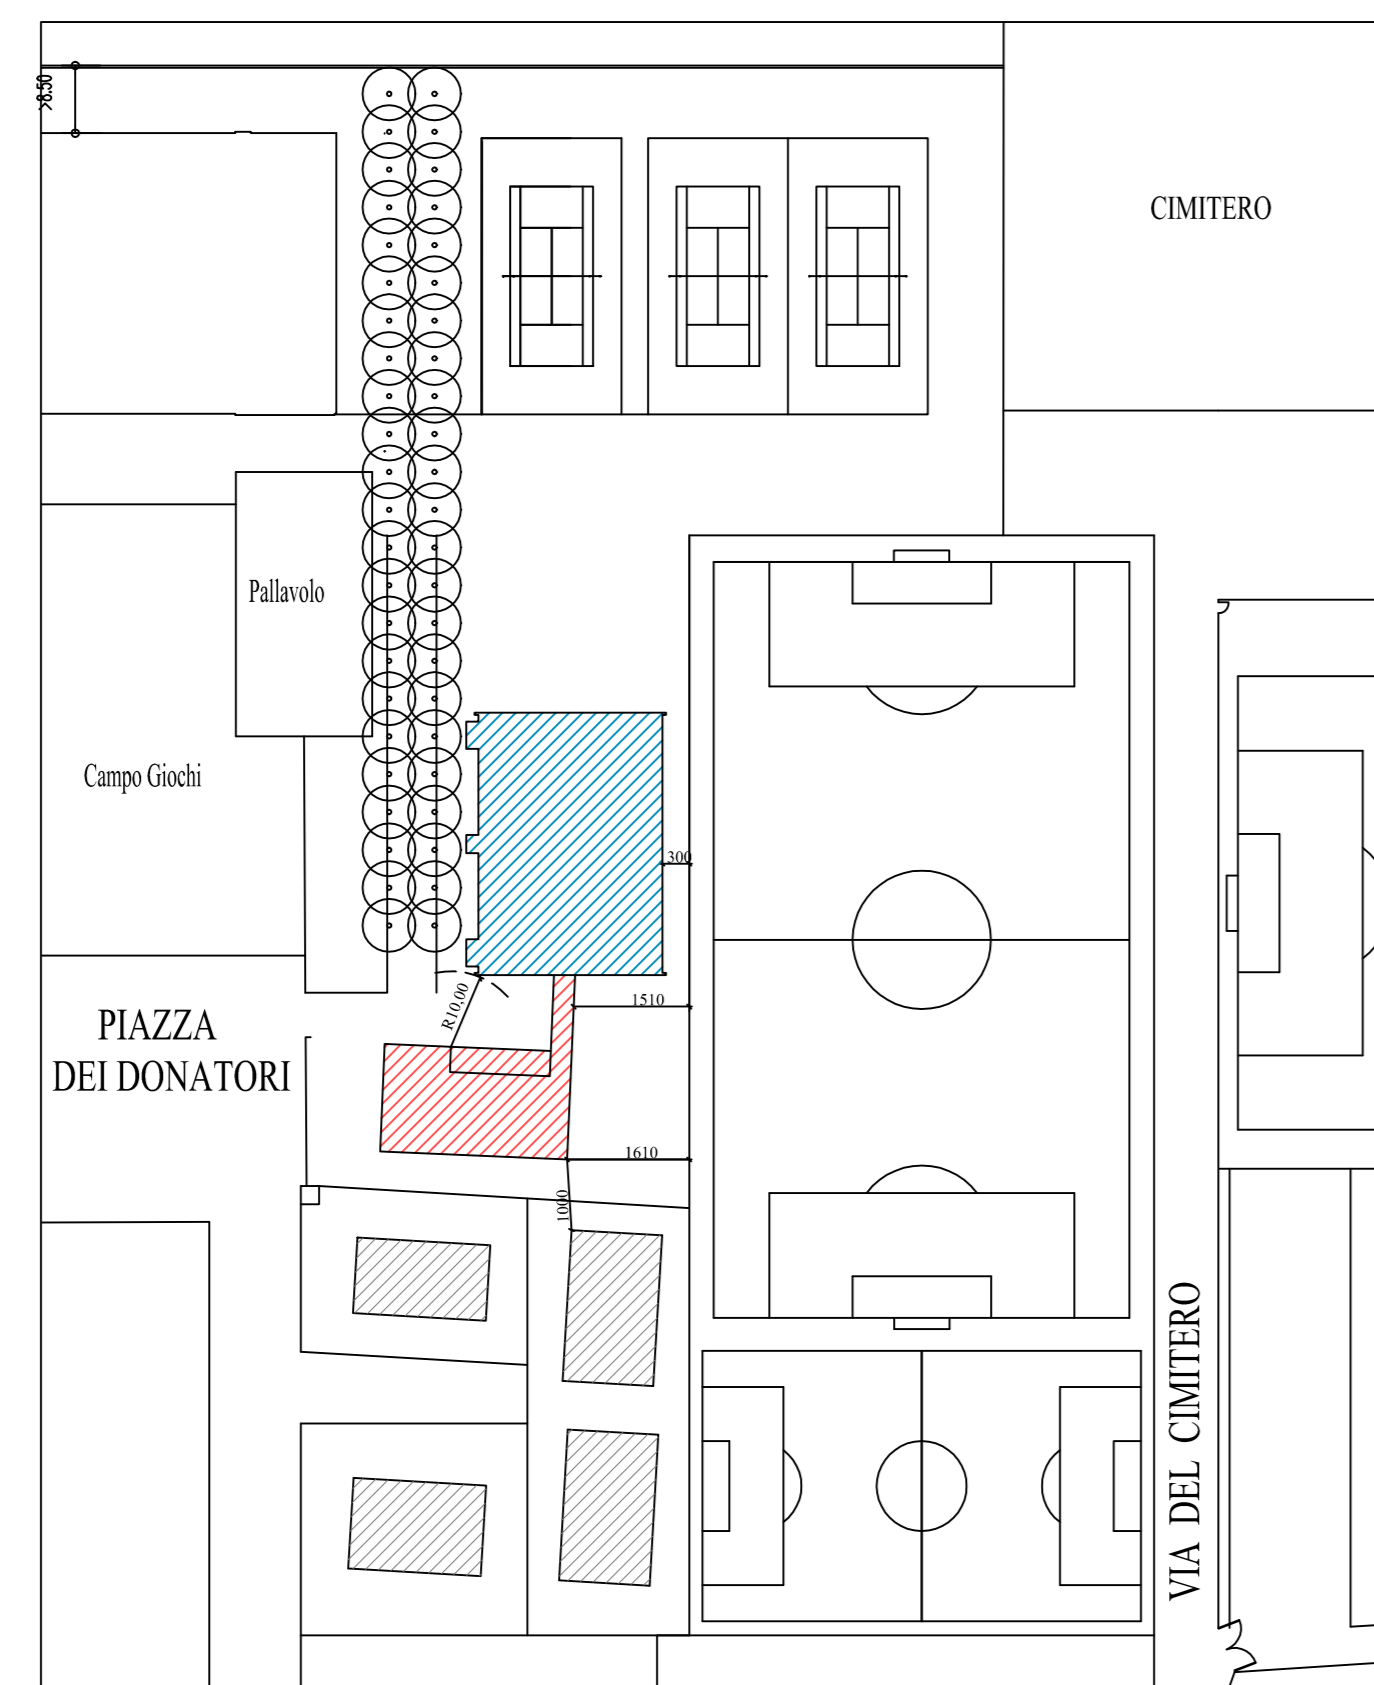 >8.50
CIMITERO
Pallavolo
Campo Giochi
300
R10,00
1510
PIAZZA
DEI DONATORI
1610
1000
VIA DEL CIMITERO